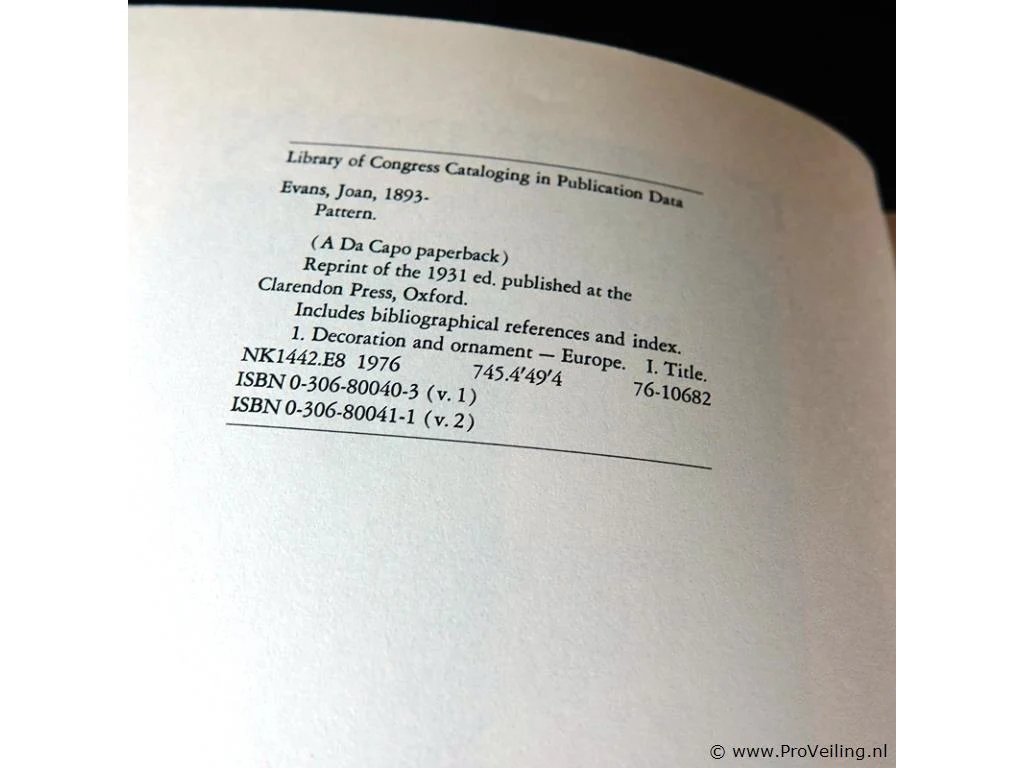 Library of Congress Cataloging in Publication Data
Evans, Joan, 1893-
Pattern.
(A Da Capo paperback)
Reprint of the 1931 ed. published at the
Clarendon Press, Oxford.
Includes bibliographical references and index.
1. Decoration and ornament — Europe. I. Title.
NK1442.E8 1976 745.4′49′4 76-10682
ISBN 0-306-80040-3 (v. 1)
ISBN 0-306-80041-1 (v. 2)
© www.ProVeiling.nl